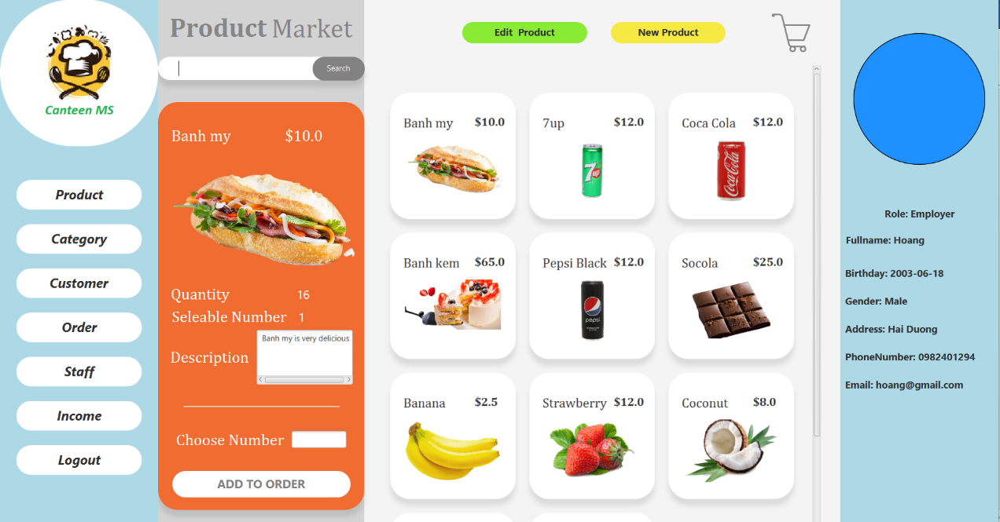 Canteen MS
Product
Category
Customer
Order
Staff
Income
Logout
Product Market
Search
Banh my $10.0
Quantity 16
Seleable Number 1
Description Banh my is very delicious
Choose Number
ADD TO ORDER
Edit Product New Product
Banh my $10.0
7up $12.0
7up
Coca Cola $12.0
Coca-Cola
Banh kem $65.0
Pepsi Black $12.0
pepsi
Socola $25.0
Banana $2.5
Strawberry $12.0
Coconut $8.0
Role: Employer
Fullname: Hoang
Birthday: 2003-06-18
Gender: Male
Address: Hai Duong
PhoneNumber: 0982401294
Email: hoang@gmail.com